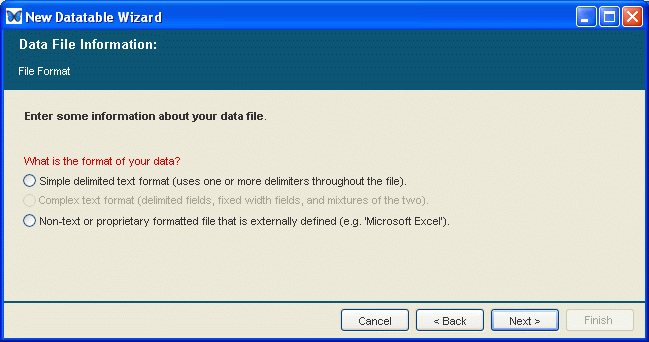 New Datatable Wizard
Data File Information:
File Format
Enter some information about your data file.
What is the format of your data?
Simple delimited text format (uses one or more delimiters throughout the file).
Complex text format (delimited fields, fixed width fields, and mixtures of the two).
Non-text or proprietary formatted file that is externally defined (e.g. 'Microsoft Excel').
Cancel < Back Next > Finish